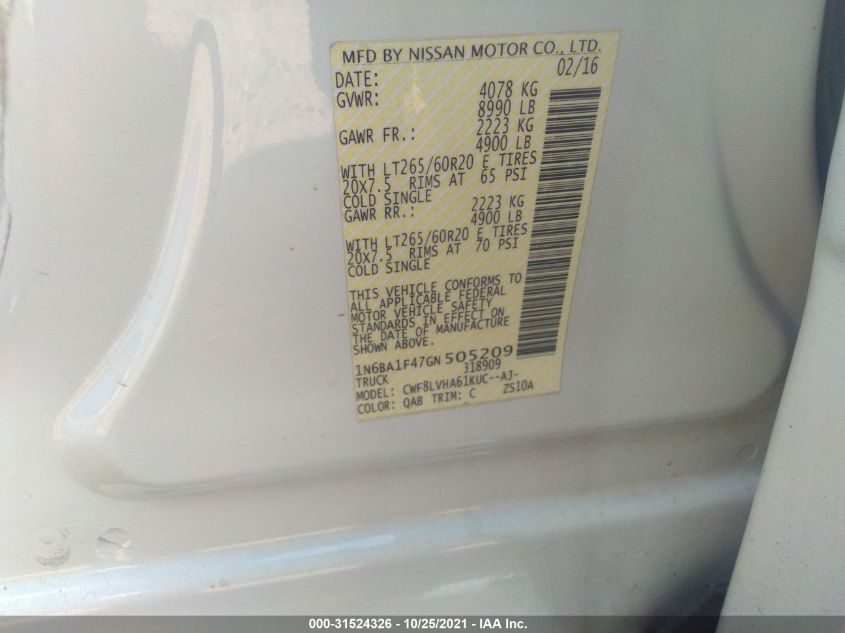 MFD BY NISSAN MOTOR CO., LTD.
DATE: 02/16
GVWR: 4078 KG
8990 LB
GAWR FR.: 2223 KG
4900 LB
WITH LT265/60R20 E TIRES
20x7.5 RIMS AT 65 PSI
COLD SINGLE
GAWR RR.: 2223 KG
4900 LB
WITH LT265/60R20 E TIRES
20x7.5 RIMS AT 70 PSI
COLD SINGLE
THIS VEHICLE CONFORMS TO
ALL APPLICABLE FEDERAL
MOTOR VEHICLE SAFETY
STANDARDS IN EFFECT ON
THE DATE OF MANUFACTURE
SHOWN ABOVE.
1N6BA1F47GN505209
TRUCK 318909
MODEL: CWF8LVHA61KUC--AJ-
COLOR: QAB TRIM: C ZS10A
000-31524326 - 10/25/2021 - IAA Inc.